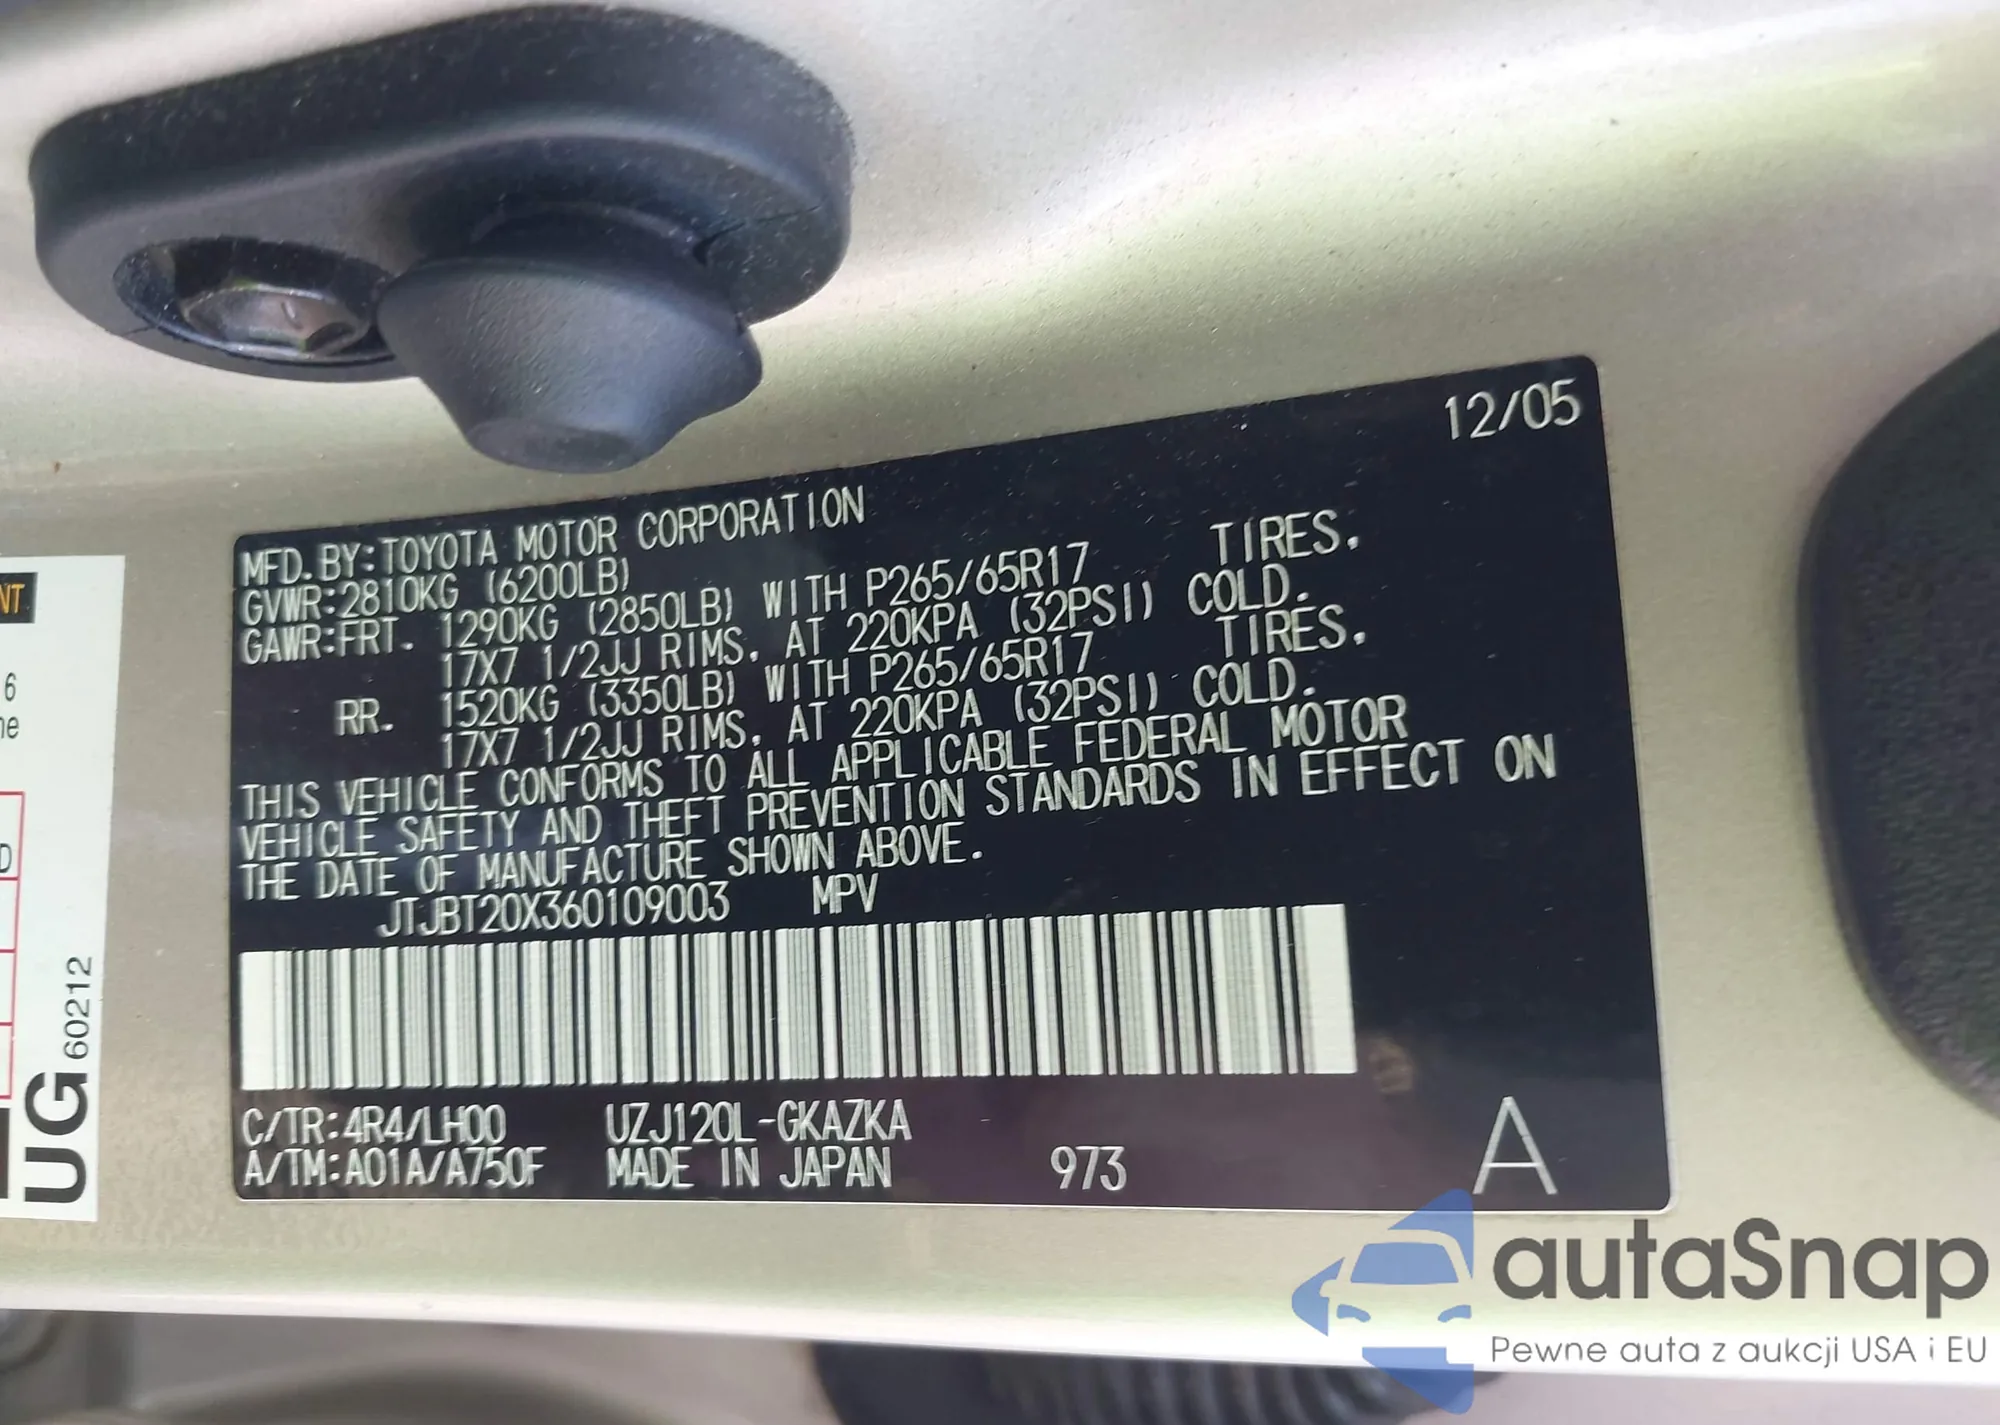 12/05
MFD. BY: TOYOTA MOTOR CORPORATION
GVWR: 2810KG (6200LB)
GAWR: FRT. 1290KG (2850LB) WITH P265/65R17 TIRES.
17X7 1/2JJ RIMS, AT 220KPA (32PSI) COLD.
RR. 1520KG (3350LB) WITH P265/65R17 TIRES.
17X7 1/2JJ RIMS, AT 220KPA (32PSI) COLD.
THIS VEHICLE CONFORMS TO ALL APPLICABLE FEDERAL MOTOR
VEHICLE SAFETY AND THEFT PREVENTION STANDARDS IN EFFECT ON
THE DATE OF MANUFACTURE SHOWN ABOVE.
JTJBT20X360109003 MPV
C/TR: 4R4/LH00 UZJ120L-GKAZKA
A/TM: A01A/A750F MADE IN JAPAN 973 A
NT
6
UG 60212
autaSnap
Pewne auta z aukcji USA i EU